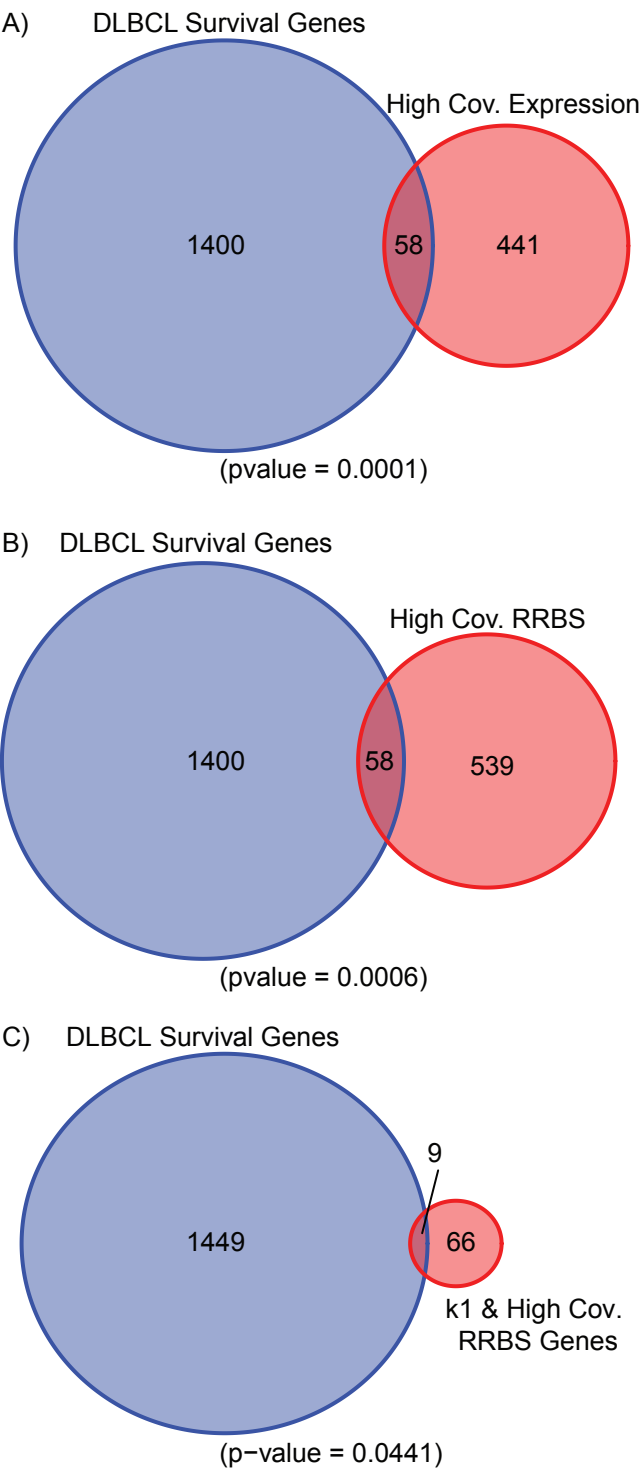 A) DLBCL Survival Genes
High Cov. Expression
1400 58 441
(pvalue = 0.0001)
B) DLBCL Survival Genes
High Cov. RRBS
1400 58 539
(pvalue = 0.0006)
C) DLBCL Survival Genes
9
1449 66
k1 & High Cov.
RRBS Genes
(p−value = 0.0441)